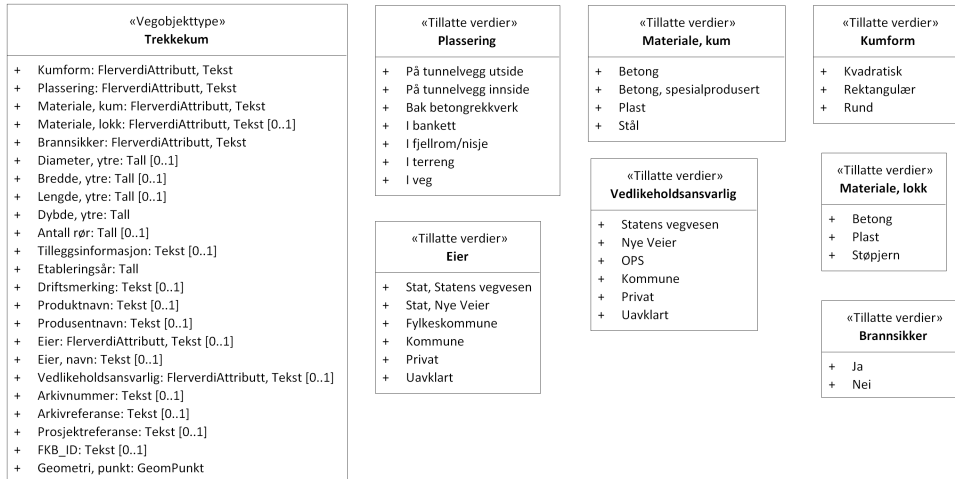 «Vegobjekttype»
Trekkekum
+ Kumform: FlerverdiAttributt, Tekst
+ Plassering: FlerverdiAttributt, Tekst
+ Materiale, kum: FlerverdiAttributt, Tekst
+ Materiale, lokk: FlerverdiAttributt, Tekst [0..1]
+ Brannsikker: FlerverdiAttributt, Tekst
+ Diameter, ytre: Tall [0..1]
+ Bredde, ytre: Tall [0..1]
+ Lengde, ytre: Tall [0..1]
+ Dybde, ytre: Tall
+ Antall rør: Tall [0..1]
+ Tilleggsinformasjon: Tekst [0..1]
+ Etableringsår: Tall
+ Driftsmerking: Tekst [0..1]
+ Produktnavn: Tekst [0..1]
+ Produsentnavn: Tekst [0..1]
+ Eier: FlerverdiAttributt, Tekst [0..1]
+ Eier, navn: Tekst [0..1]
+ Vedlikeholdsansvarlig: FlerverdiAttributt, Tekst [0..1]
+ Arkivnummer: Tekst [0..1]
+ Arkivreferanse: Tekst [0..1]
+ Prosjektreferanse: Tekst [0..1]
+ FKB_ID: Tekst [0..1]
+ Geometri, punkt: GeomPunkt
«Tillatte verdier»
Plassering
+ På tunnelvegg utside
+ På tunnelvegg innside
+ Bak betongrekkverk
+ I bankett
+ I fjellrom/nisje
+ I terreng
+ I veg
«Tillatte verdier»
Eier
+ Stat, Statens vegvesen
+ Stat, Nye Veier
+ Fylkeskommune
+ Kommune
+ Privat
+ Uavklart
«Tillatte verdier»
Materiale, kum
+ Betong
+ Betong, spesialprodusert
+ Plast
+ Stål
«Tillatte verdier»
Vedlikeholdsansvarlig
+ Statens vegvesen
+ Nye Veier
+ OPS
+ Kommune
+ Privat
+ Uavklart
«Tillatte verdier»
Kumform
+ Kvadratisk
+ Rektangulær
+ Rund
«Tillatte verdier»
Materiale, lokk
+ Betong
+ Plast
+ Støpjern
«Tillatte verdier»
Brannsikker
+ Ja
+ Nei